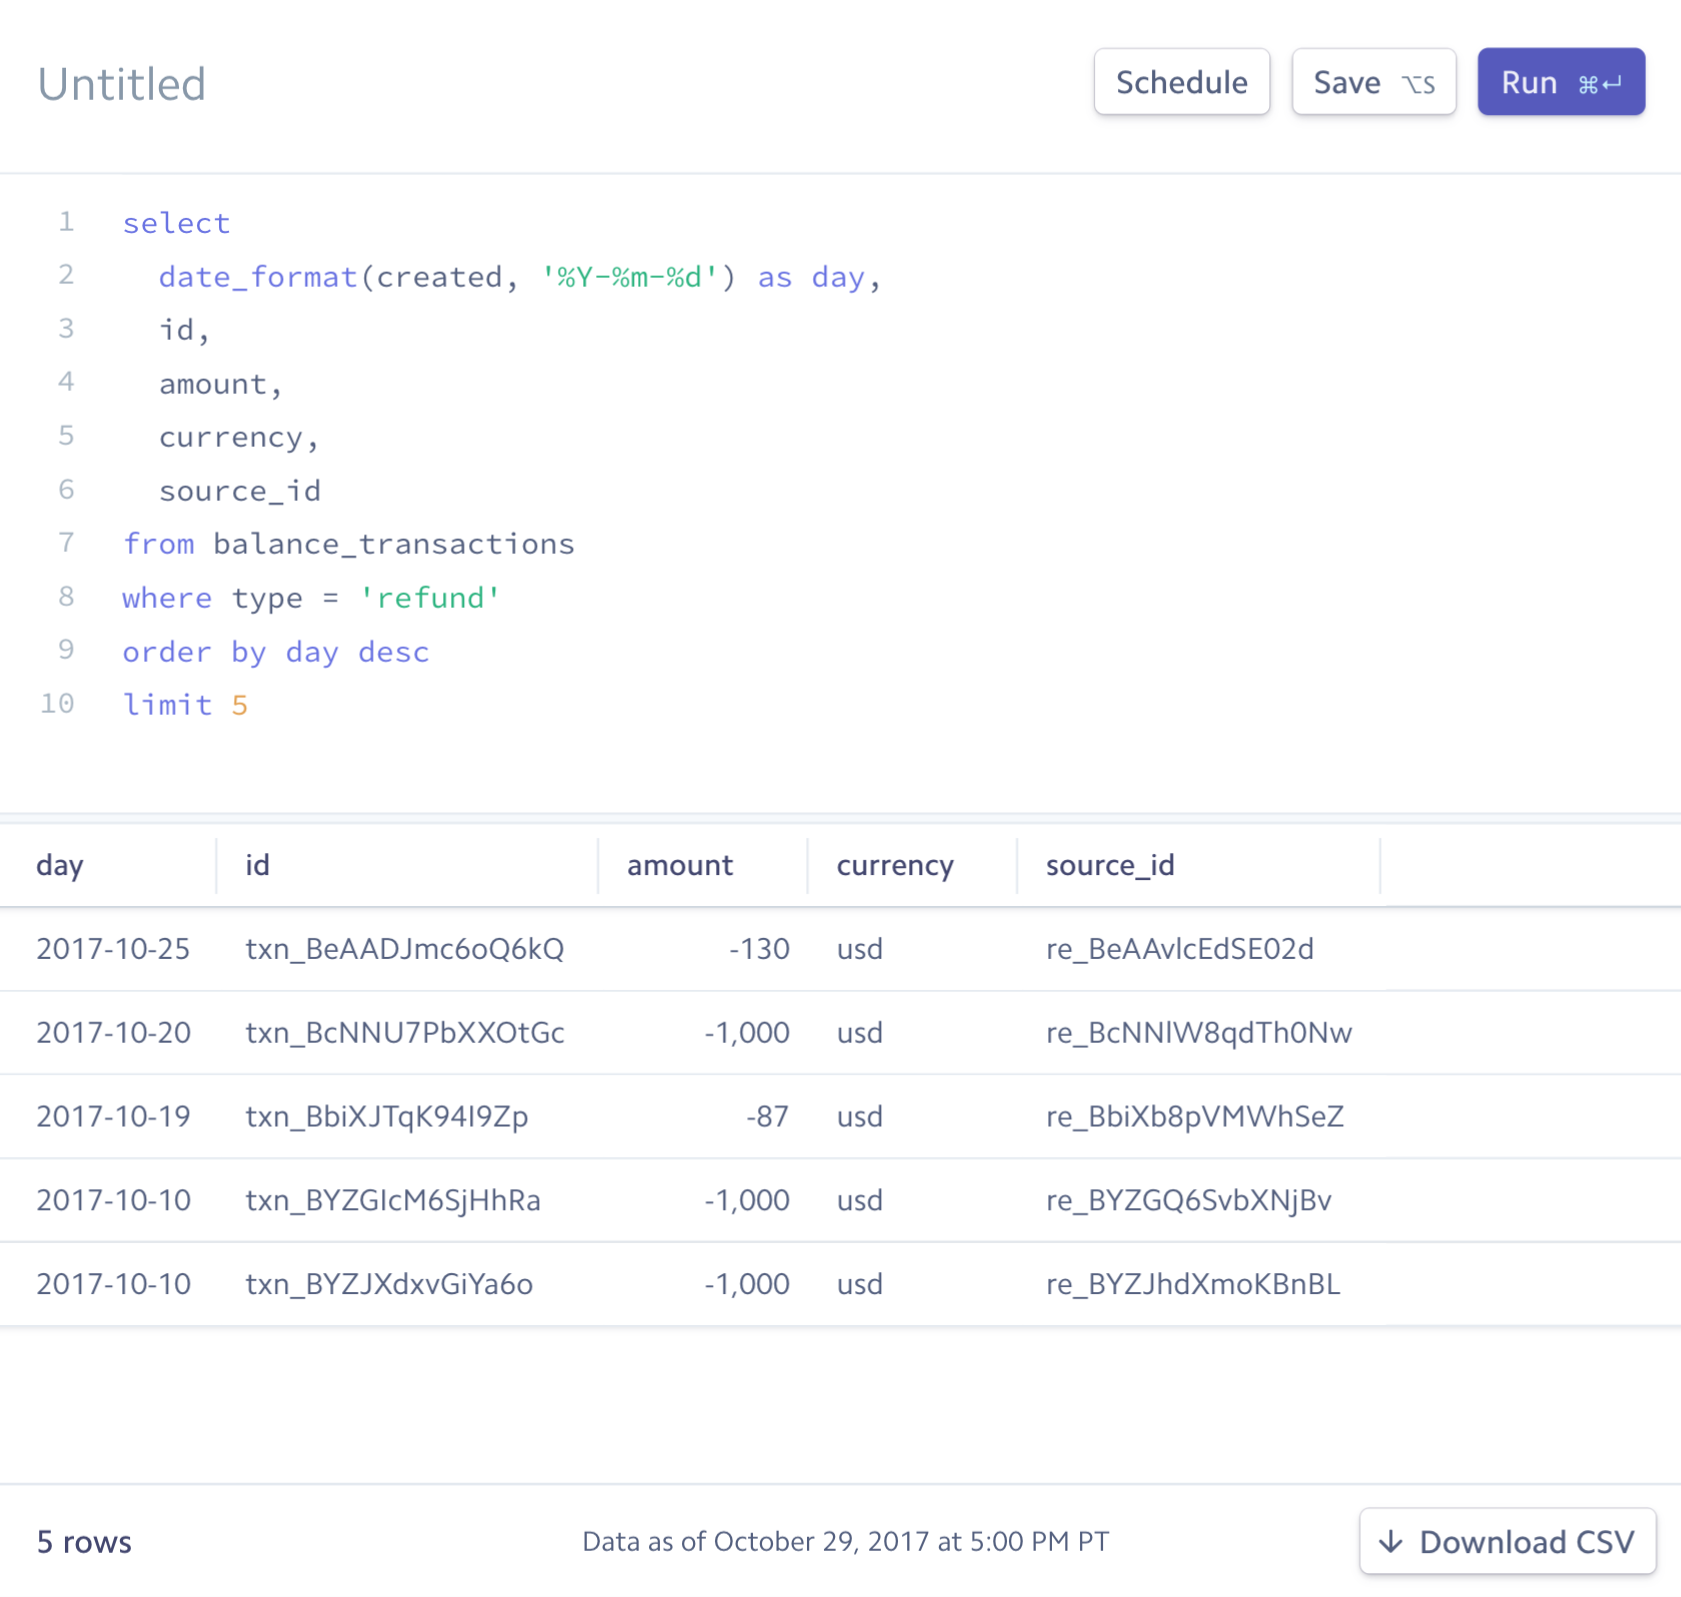 Untitled
Schedule
Save ⌥S
Run ⌘↵
1 select
2 date_format(created, '%Y-%m-%d') as day,
3 id,
4 amount,
5 currency,
6 source_id
7 from balance_transactions
8 where type = 'refund'
9 order by day desc
10 limit 5
day id amount currency source_id
2017-10-25 txn_BeAADJmc6oQ6kQ -130 usd re_BeAAvlcEdSE02d
2017-10-20 txn_BcNNU7PbXXOtGc -1,000 usd re_BcNNlW8qdTh0Nw
2017-10-19 txn_BbiXJTqK94I9Zp -87 usd re_BbiXb8pVMWhSeZ
2017-10-10 txn_BYZGIcM6SjHhRa -1,000 usd re_BYZGQ6SvbXNjBv
2017-10-10 txn_BYZJXdxvGiYa6o -1,000 usd re_BYZJhdXmoKBnBL
5 rows
Data as of October 29, 2017 at 5:00 PM PT
↓ Download CSV